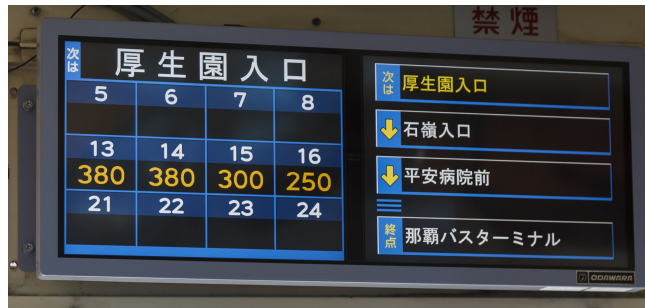 禁煙
次は 厚生園入口
5 6 7 8
13 14 15 16
380 380 300 250
21 22 23 24
次は 厚生園入口
石嶺入口
平安病院前
終点 那覇バスターミナル
ODAWARA